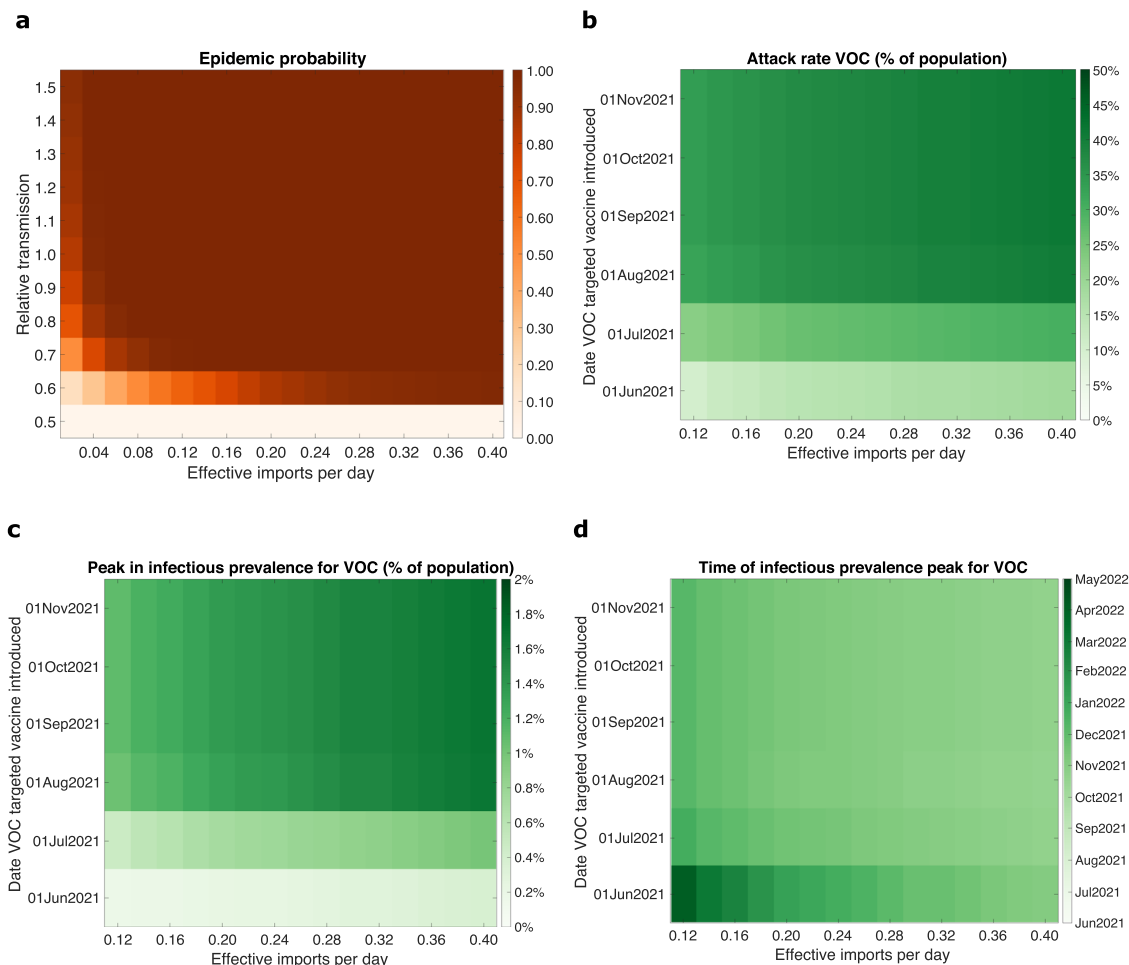 a
Epidemic probability
Relative transmission
1.5
1.4
1.3
1.2
1.1
1.0
0.9
0.8
0.7
0.6
0.5
0.04 0.08 0.12 0.16 0.20 0.24 0.28 0.32 0.36 0.40
Effective imports per day
1.00
0.90
0.80
0.70
0.60
0.50
0.40
0.30
0.20
0.10
0.00
b
Attack rate VOC (% of population)
Date VOC targeted vaccine introduced
01Nov2021
01Oct2021
01Sep2021
01Aug2021
01Jul2021
01Jun2021
0.12 0.16 0.20 0.24 0.28 0.32 0.36 0.40
Effective imports per day
50%
45%
40%
35%
30%
25%
20%
15%
10%
5%
0%
c
Peak in infectious prevalence for VOC (% of population)
Date VOC targeted vaccine introduced
01Nov2021
01Oct2021
01Sep2021
01Aug2021
01Jul2021
01Jun2021
0.12 0.16 0.20 0.24 0.28 0.32 0.36 0.40
Effective imports per day
2%
1.8%
1.6%
1.4%
1.2%
1%
0.8%
0.6%
0.4%
0.2%
0%
d
Time of infectious prevalence peak for VOC
Date VOC targeted vaccine introduced
01Nov2021
01Oct2021
01Sep2021
01Aug2021
01Jul2021
01Jun2021
0.12 0.16 0.20 0.24 0.28 0.32 0.36 0.40
Effective imports per day
May2022
Apr2022
Mar2022
Feb2022
Jan2022
Dec2021
Nov2021
Oct2021
Sep2021
Aug2021
Jul2021
Jun2021